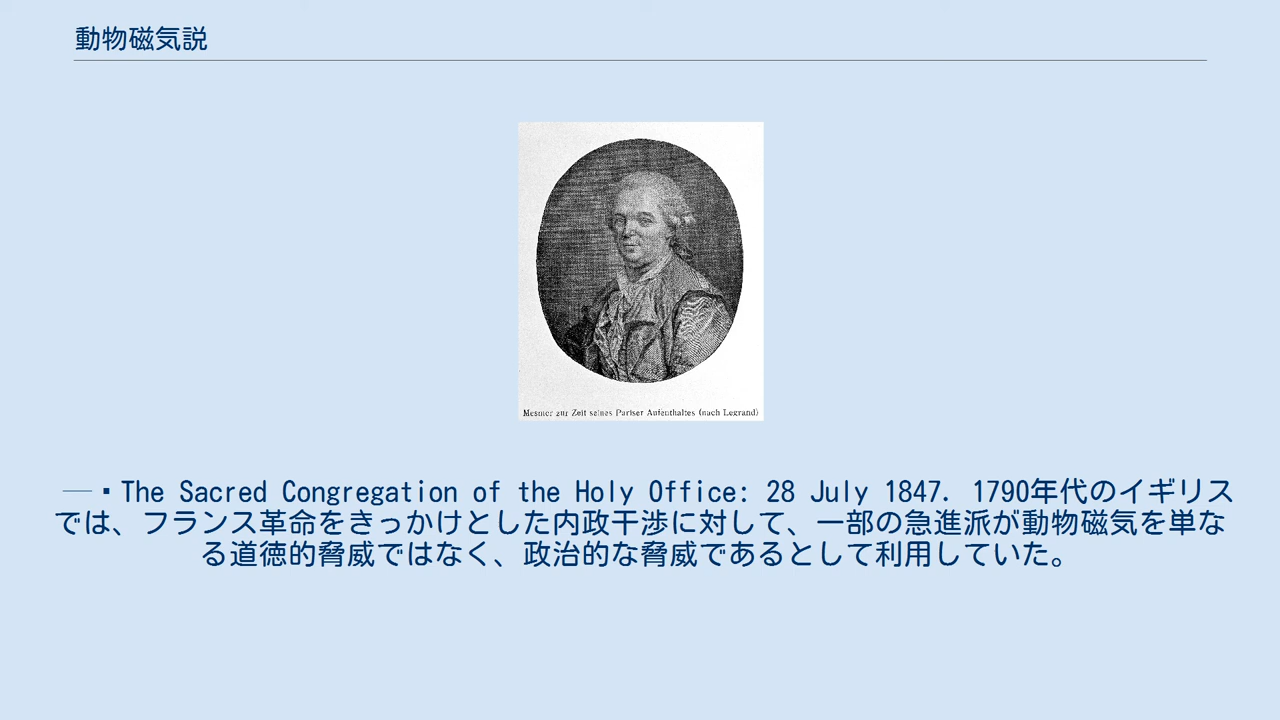 動物磁気説
Mesmer zur Zeit seines Pariser Aufenthaltes (nach Legrand)
—▪The Sacred Congregation of the Holy Office: 28 July 1847. 1790年代のイギリス
では、フランス革命をきっかけとした内政干渉に対して、一部の急進派が動物磁気を単な
る道徳的脅威ではなく、政治的な脅威であるとして利用していた。